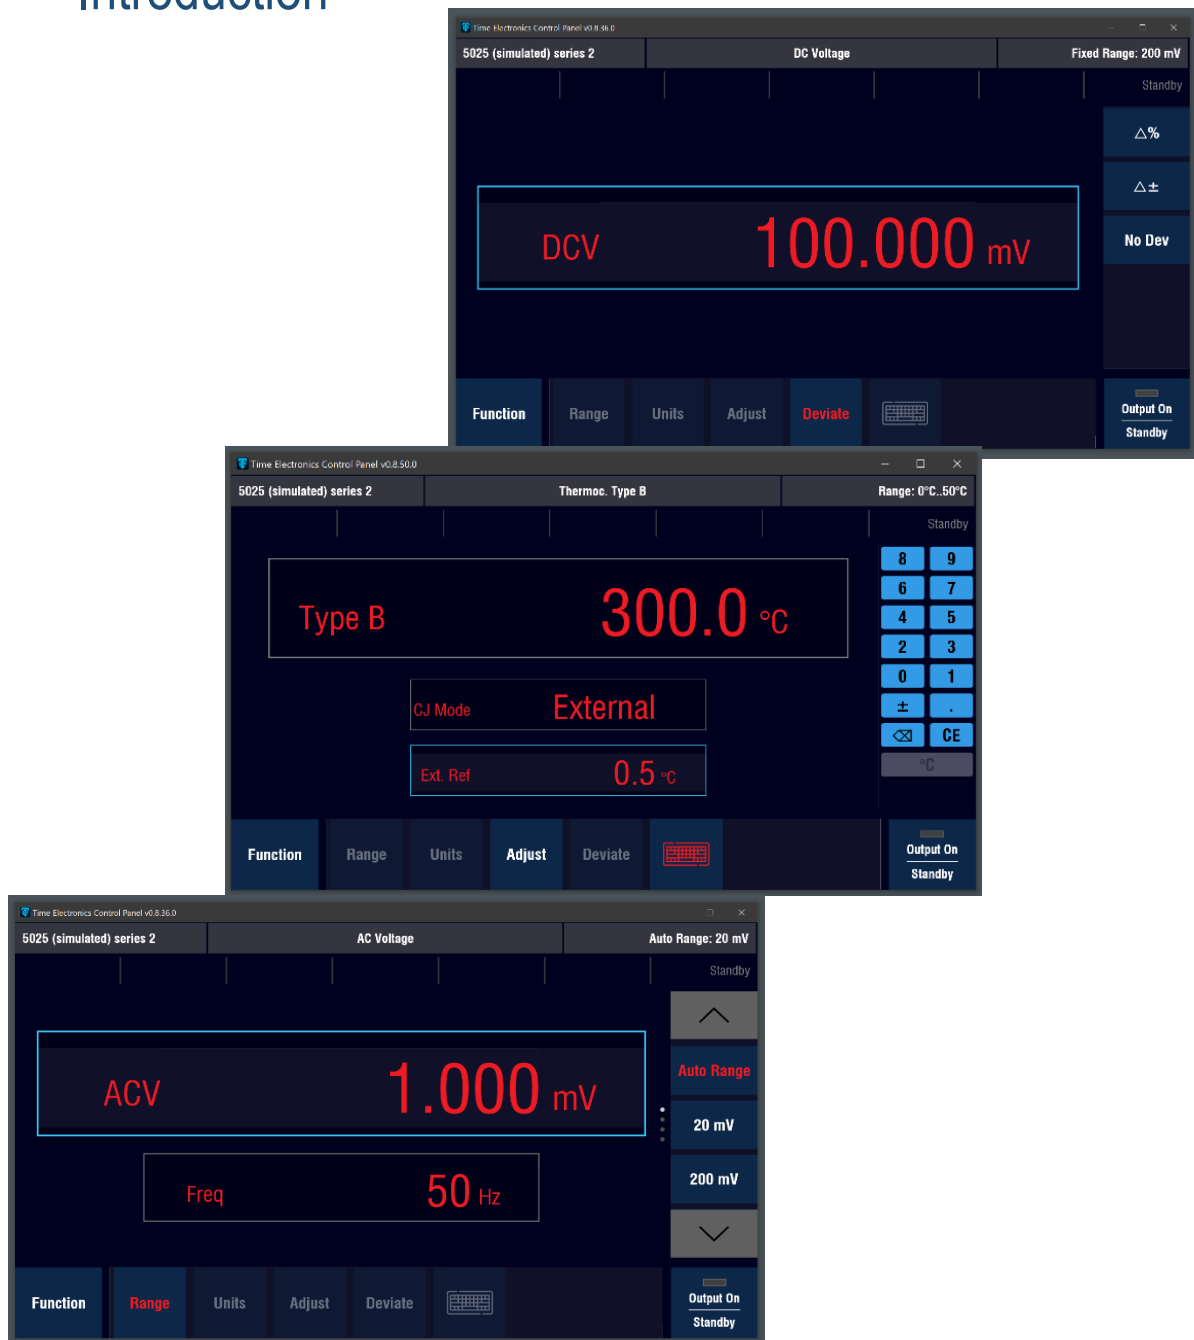 Introduction
Time Electronics Control Panel v0.8.36.0
5025 (simulated) series 2
DC Voltage
Fixed Range: 200 mV
Standby
△%
△±
No Dev
DCV 100.000 mV
Function
Range
Units
Adjust
Deviate
Output On
Standby
Time Electronics Control Panel v0.8.50.0
5025 (simulated) series 2
Thermoc. Type B
Range: 0°C..50°C
Standby
Type B 300.0 °C
CJ Mode External
Ext. Ref 0.5 °C
8 9
6 7
4 5
2 3
0 1
± .
CE
°C
Function
Range
Units
Adjust
Deviate
Output On
Standby
Time Electronics Control Panel v0.8.36.0
5025 (simulated) series 2
AC Voltage
Auto Range: 20 mV
Standby
ACV 1.000 mV
Freq 50 Hz
Auto Range
20 mV
200 mV
Function
Range
Units
Adjust
Deviate
Output On
Standby